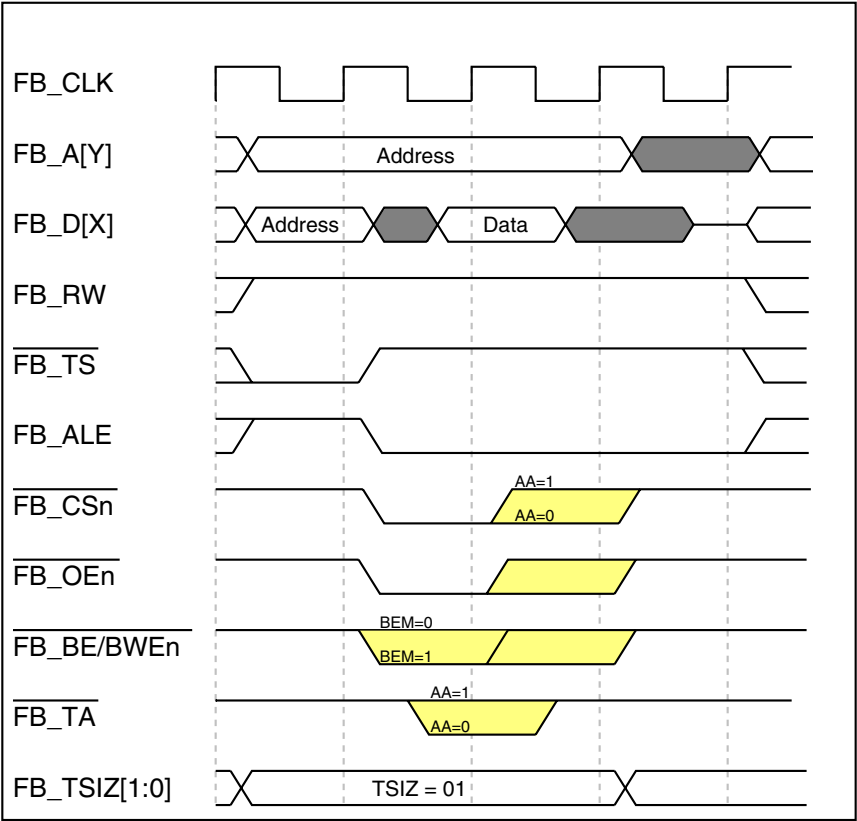 FB_CLK
FB_A[Y] Address
FB_D[X] Address Data
FB_RW
FB_TS
FB_ALE
AA=1
FB_CSn
AA=0
FB_OEn
BEM=0
FB_BE/BWEn
BEM=1
AA=1
FB_TA
AA=0
FB_TSIZ[1:0] TSIZ = 01